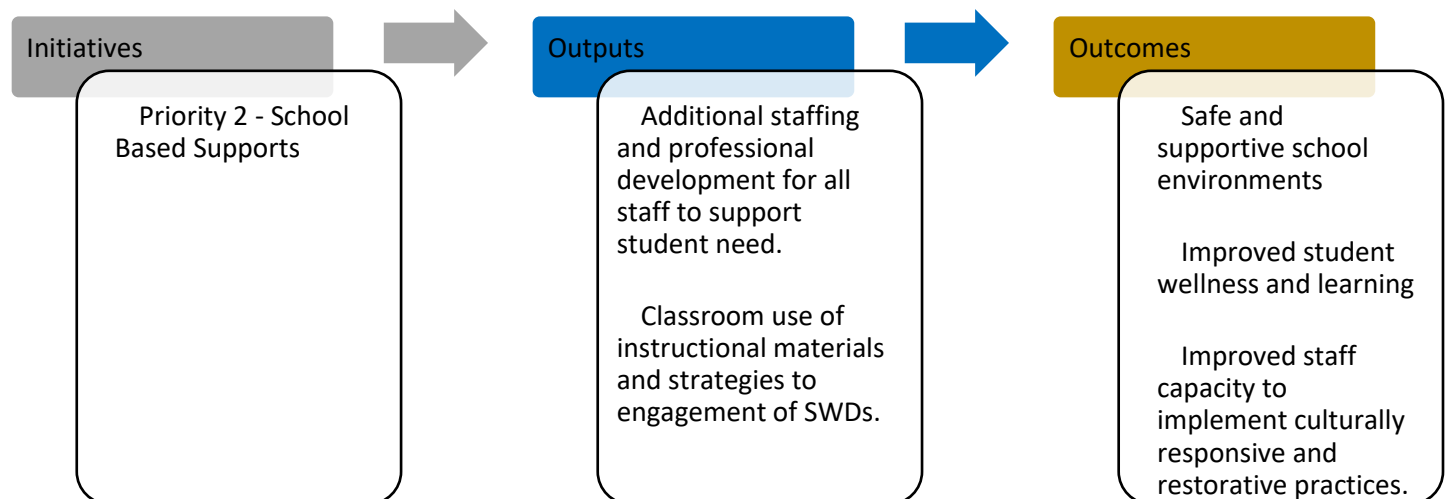 Initiatives
Priority 2 - School
Based Supports
Outputs
Additional staffing
and professional
development for all
staff to support
student need.
Classroom use of
instructional materials
and strategies to
engagement of SWDs.
Outcomes
Safe and
supportive school
environments
Improved student
wellness and learning
Improved staff
capacity to
implement culturally
responsive and
restorative practices.